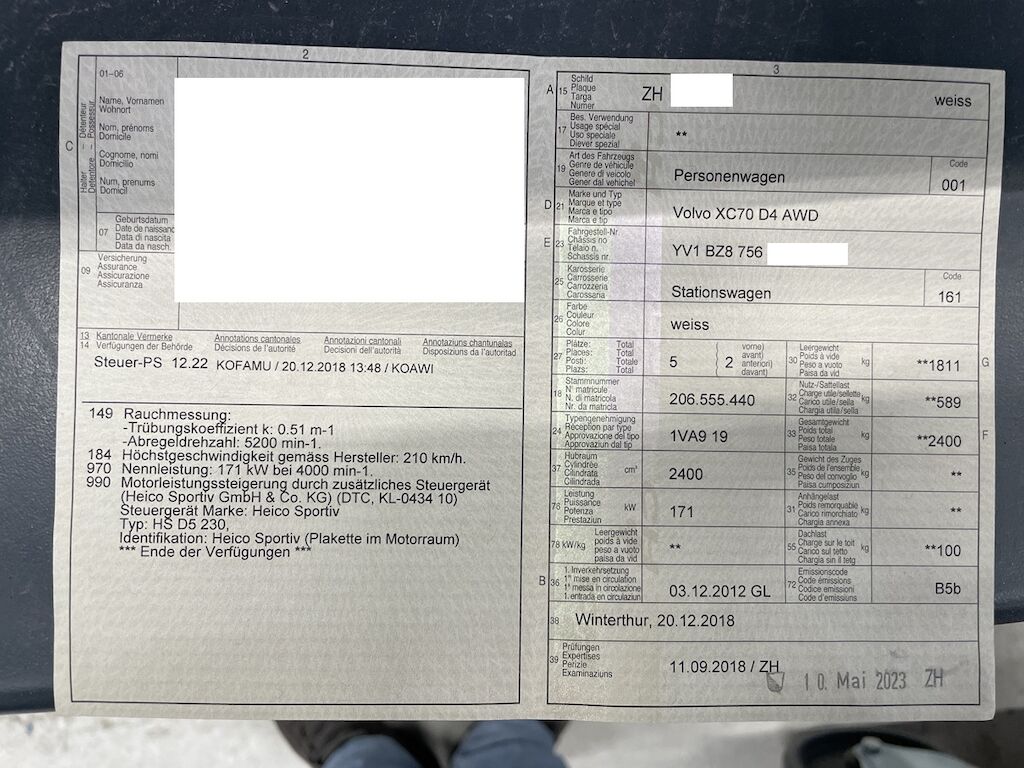 2
01–06
Name, Vornamen
Wohnort
Nom, prénoms
Domicile
Cognome, nomi
Domicilio
Num, prenums
Domicil
C
Halter – Détenteur
Detentore – Possessur
07
Geburtsdatum
Date de naissanc
Data di nascita
Data da nasch.
09
Versicherung
Assurance
Assicurazione
Assicuranza
13 Kantonale Vermerke Annotations cantonales Annotazioni cantonali Annotaziuns chantunalas
14 Verfügungen der Behörde Décisions de l'autorité Decisioni dell'autorità Disposiziuns da l'autoritad
Steuer-PS 12.22 KOFAMU / 20.12.2018 13:48 / KOAWI
149 Rauchmessung:
-Trübungskoeffizient k: 0.51 m-1
-Abregeldrehzahl: 5200 min-1.
184 Höchstgeschwindigkeit gemäss Hersteller: 210 km/h.
970 Nennleistung: 171 kW bei 4000 min-1.
990 Motorleistungssteigerung durch zusätzliches Steuergerät
(Heico Sportiv GmbH & Co. KG) (DTC, KL-0434 10)
Steuergerät Marke: Heico Sportiv
Typ: HS D5 230,
Identifikation: Heico Sportiv (Plakette im Motorraum)
*** Ende der Verfügungen ***
3
A 15
Schild
Plaque
Targa
Numer
ZH
weiss
17
Bes. Verwendung
Usage spécial
Uso speciale
Diever spezial
**
19
Art des Fahrzeugs
Genre de véhicule
Genere di veicolo
Gener dal vehichel
Personenwagen
Code
001
D 21
Marke und Typ
Marque et type
Marca e tipo
Marca e tip
Volvo XC70 D4 AWD
E 23
Fahrgestell-Nr.
Châssis no
Telaio n.
Schassis nr.
YV1 BZ8 756
25
Karosserie
Carrosserie
Carrozzeria
Carossaria
Stationswagen
Code
161
26
Farbe
Couleur
Colore
Colur
weiss
27
Plätze: Total
Places: Total
Posti: Totale
Plazs: Total
5
( vorne)
2 avant)
anteriori)
davant)
30
Leergewicht
Poids à vide
Peso a vuoto
Paisa da vid
kg
**1811
G
18
Stammnummer
N° matricule
N. di matricola
Nr. da matricla
206.555.440
32
Nutz-/Sattellast
Charge utile/sellette
Carico utile/sella
Chargia utila/sella
kg
**589
24
Typengenehmigung
Réception par type
Approvazione del tipo
Approvaziun dal tip
1VA9 19
33
Gesamtgewicht
Poids total
Peso totale
Paisa totala
kg
**2400
F
37
Hubraum
Cylindrée
Cilindrata
Cilindrada
cm³
2400
35
Gewicht des Zuges
Poids de l'ensemble
Peso del convoglio
Paisa cumposiziun
kg
**
76
Leistung
Puissance
Potenza
Prestaziun
kW
171
31
Anhängelast
Poids remorquable
Carico rimorchiato
Chargia annexa
kg
**
78 kW/kg
Leergewicht
poids à vide
peso a vuoto
paisa da vid
**
55
Dachlast
Charge sur le toit
Carico sul tetto
Chargia sin il tetg
kg
**100
B 36
1. Inverkehrsetzung
1re mise en circulation
1a messa in circolazione
1. entrada en circulaziun
03.12.2012 GL
72
Emissionscode
Code émissions
Codice emissioni
Code d'emissiuns
B5b
38
Winterthur, 20.12.2018
39
Prüfungen
Expertises
Perizie
Examinaziuns
11.09.2018 / ZH
10. Mai 2023 ZH